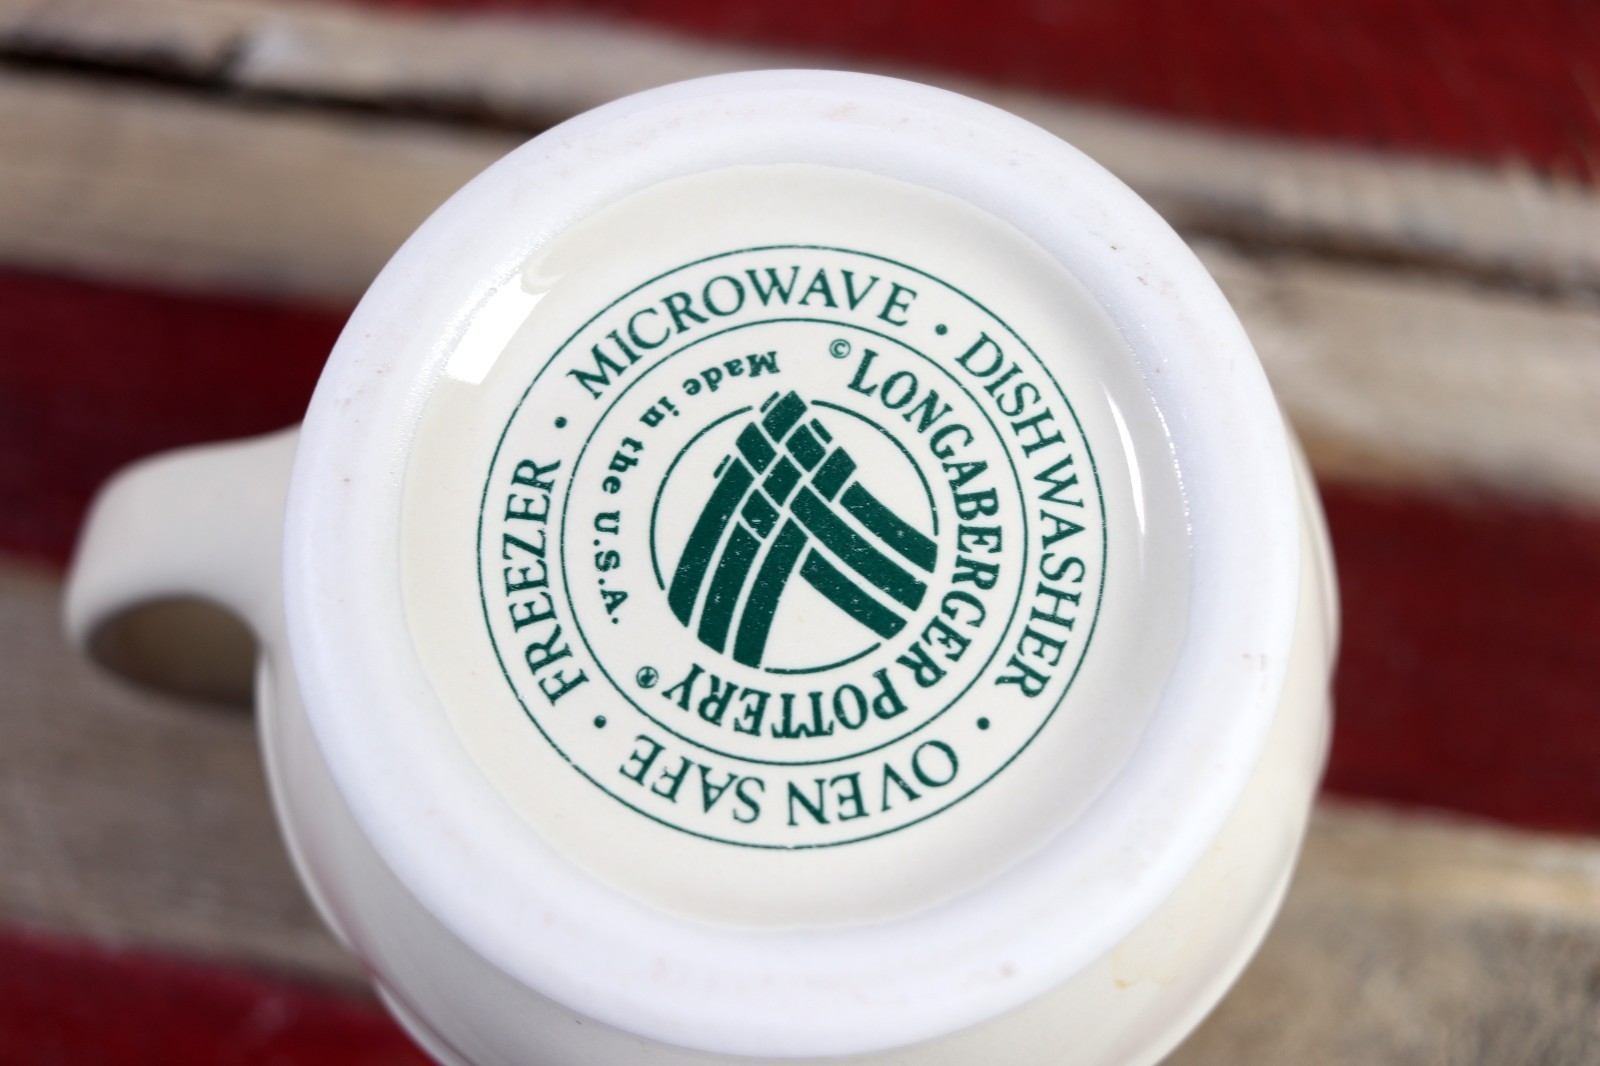 MICROWAVE · DISHWASHER · OVEN SAFE · FREEZER ·
© LONGABERGER POTTERY ®
Made in the U.S.A.